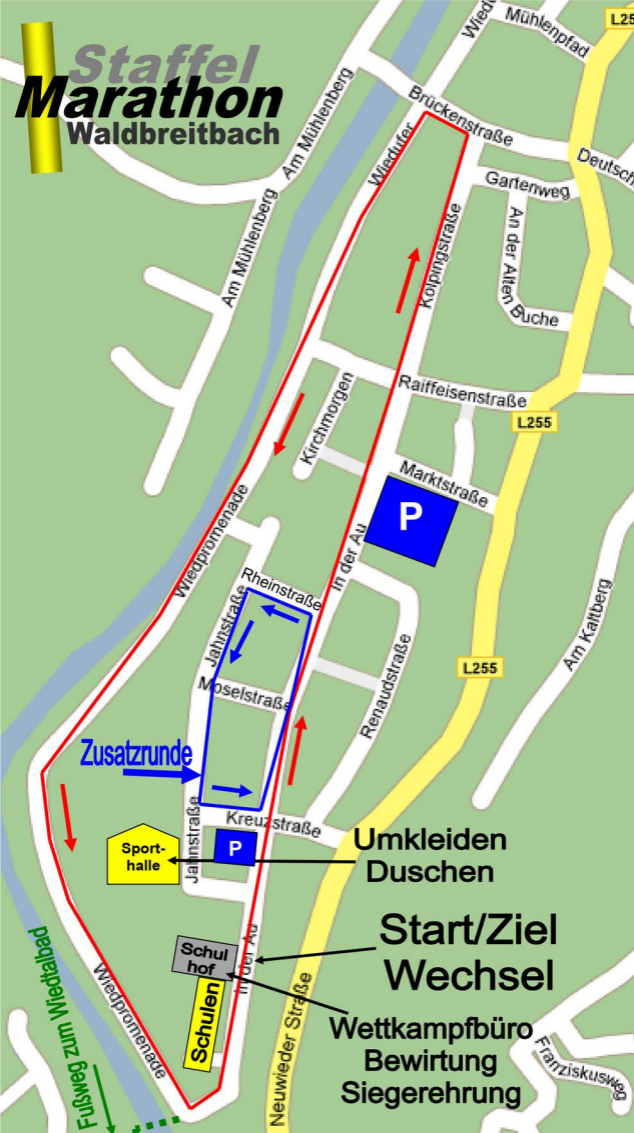 Staffel
Marathon
Waldbreitbach
Mühlenpfad
L25
Brückenstraße
Am Mühlenberg
Wiedufer
Deutsch
Gartenweg
Am Mühlenberg
Kolpingstraße
An der Alten
Buche
Raiffeisenstraße
L255
Kirchmorgen
Marktstraße
P
In der Au
Wiedpromenade
Rheinstraße
Jahnstraße
Am Kaltberg
Renaudstraße
L255
Moselstraße
Zusatzrunde
Kreuzstraße
Jahnstraße
P
Sport-
halle
Umkleiden
Duschen
Start/Ziel
Wechsel
In der Au
Schul
hof
Schulen
Wiedpromenade
Fußweg zum Wiedtalbad
Neuwieder Straße
Wettkampfbüro
Bewirtung
Siegerehrung
Franziskusweg